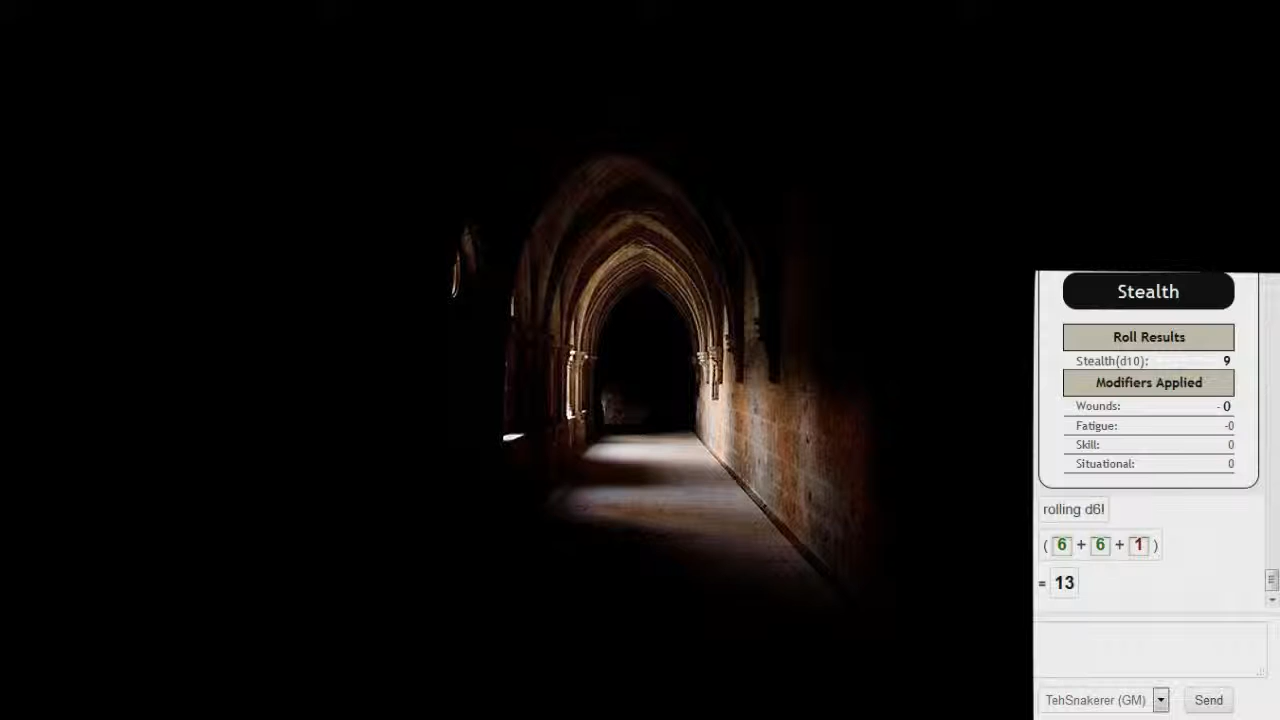 Stealth
Roll Results
Stealth(d10): 9
Modifiers Applied
Wounds: - 0
Fatigue: -0
Skill: 0
Situational: 0
rolling d6!
( 6 + 6 + 1 )
= 13
TehSnakerer (GM) Send